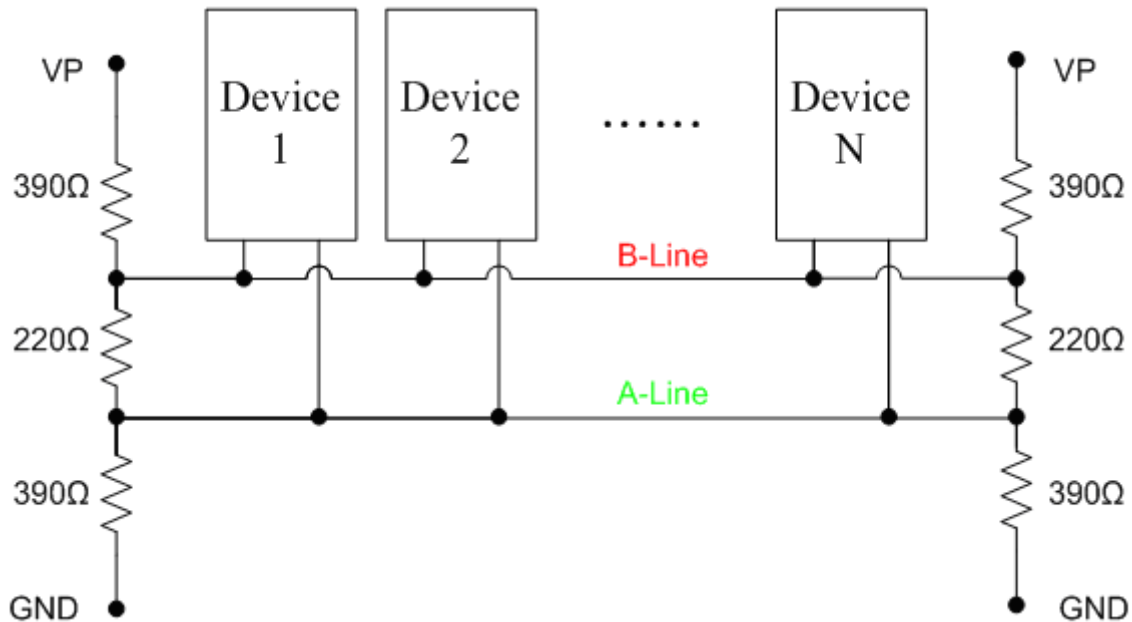 VP
Device
1
Device
2
......
Device
N
VP
390Ω
390Ω
B-Line
220Ω
220Ω
A-Line
390Ω
390Ω
GND
GND